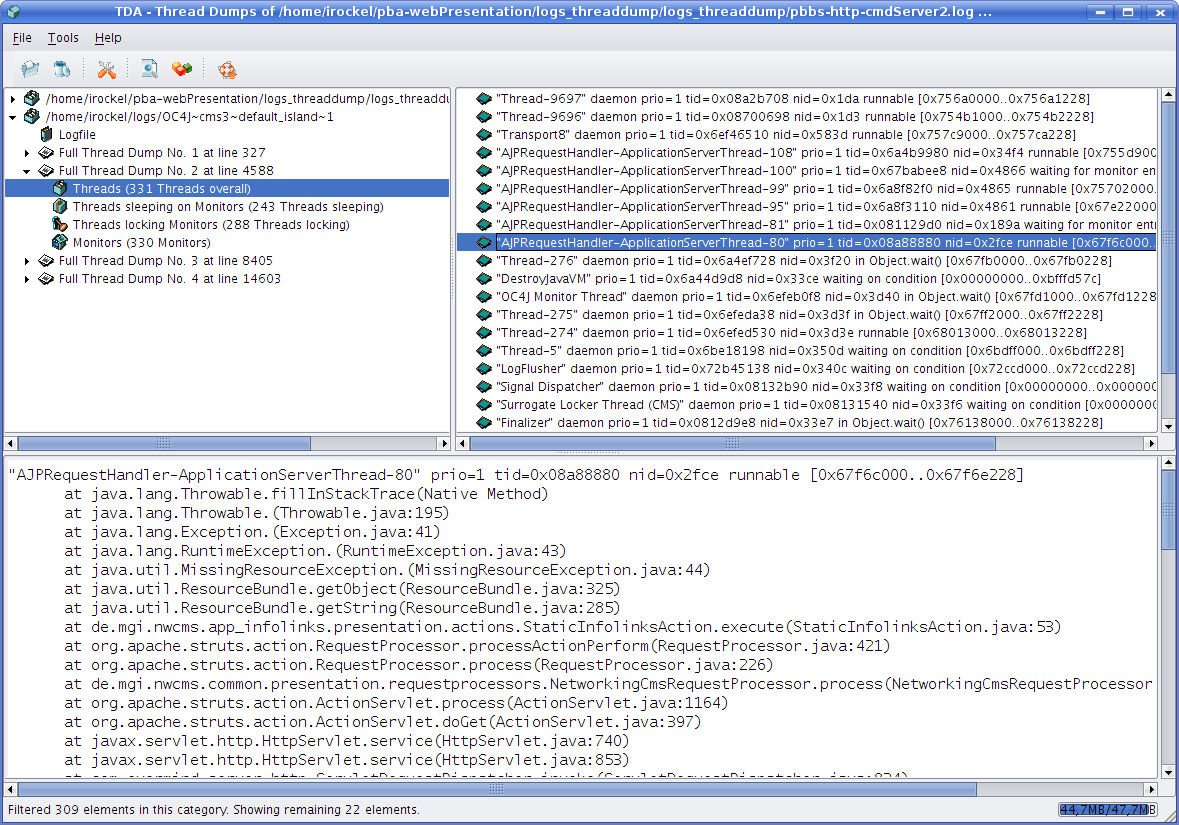 TDA - Thread Dumps of /home/irockel/pba-webPresentation/logs_threaddump/logs_threaddump/pbbs-http-cmdServer2.log ...
File Tools Help
/home/irockel/pba-webPresentation/logs_threaddump/logs_threaddu
/home/irockel/logs/OC4J~cms3~default_island~1
Logfile
Full Thread Dump No. 1 at line 327
Full Thread Dump No. 2 at line 4588
Threads (331 Threads overall)
Threads sleeping on Monitors (243 Threads sleeping)
Threads locking Monitors (288 Threads locking)
Monitors (330 Monitors)
Full Thread Dump No. 3 at line 8405
Full Thread Dump No. 4 at line 14603
"Thread-9697" daemon prio=1 tid=0x08a2b708 nid=0x1da runnable [0x756a0000..0x756a1228]
"Thread-9696" daemon prio=1 tid=0x08700698 nid=0x1d3 runnable [0x754b1000..0x754b2228]
"Transport8" daemon prio=1 tid=0x6ef46510 nid=0x583d runnable [0x757c9000..0x757ca228]
"AJPRequestHandler-ApplicationServerThread-108" prio=1 tid=0x6a4b9980 nid=0x34f4 runnable [0x755d900
"AJPRequestHandler-ApplicationServerThread-100" prio=1 tid=0x67babee8 nid=0x4866 waiting for monitor en
"AJPRequestHandler-ApplicationServerThread-99" prio=1 tid=0x6a8f82f0 nid=0x4865 runnable [0x75702000.
"AJPRequestHandler-ApplicationServerThread-95" prio=1 tid=0x6a8f3110 nid=0x4861 runnable [0x67e22000
"AJPRequestHandler-ApplicationServerThread-81" prio=1 tid=0x081129d0 nid=0x189a waiting for monitor entr
"AJPRequestHandler-ApplicationServerThread-80" prio=1 tid=0x08a88880 nid=0x2fce runnable [0x67f6c000...
"Thread-276" daemon prio=1 tid=0x6a4ef728 nid=0x3f20 in Object.wait() [0x67fb0000..0x67fb0228]
"DestroyJavaVM" prio=1 tid=0x6a44d9d8 nid=0x33ce waiting on condition [0x00000000..0xbfffd57c]
"OC4J Monitor Thread" daemon prio=1 tid=0x6efeb0f8 nid=0x3d40 in Object.wait() [0x67fd1000..0x67fd1228
"Thread-275" daemon prio=1 tid=0x6efeda38 nid=0x3d3f in Object.wait() [0x67ff2000..0x67ff2228]
"Thread-274" daemon prio=1 tid=0x6efed530 nid=0x3d3e runnable [0x68013000..0x68013228]
"Thread-5" daemon prio=1 tid=0x6be18198 nid=0x350d waiting on condition [0x6bdff000..0x6bdff228]
"LogFlusher" daemon prio=1 tid=0x72b45138 nid=0x340c waiting on condition [0x72ccd000..0x72ccd228]
"Signal Dispatcher" daemon prio=1 tid=0x08132b90 nid=0x33f8 waiting on condition [0x00000000..0x000000
"Surrogate Locker Thread (CMS)" daemon prio=1 tid=0x08131540 nid=0x33f6 waiting on condition [0x0000000
"Finalizer" daemon prio=1 tid=0x0812d9e8 nid=0x33e7 in Object.wait() [0x76138000..0x76138228]
"AJPRequestHandler-ApplicationServerThread-80" prio=1 tid=0x08a88880 nid=0x2fce runnable [0x67f6c000..0x67f6e228]
at java.lang.Throwable.fillInStackTrace(Native Method)
at java.lang.Throwable.(Throwable.java:195)
at java.lang.Exception.(Exception.java:41)
at java.lang.RuntimeException.(RuntimeException.java:43)
at java.util.MissingResourceException.(MissingResourceException.java:44)
at java.util.ResourceBundle.getObject(ResourceBundle.java:325)
at java.util.ResourceBundle.getString(ResourceBundle.java:285)
at de.mgi.nwcms.app_infolinks.presentation.actions.StaticInfolinksAction.execute(StaticInfolinksAction.java:53)
at org.apache.struts.action.RequestProcessor.processActionPerform(RequestProcessor.java:421)
at org.apache.struts.action.RequestProcessor.process(RequestProcessor.java:226)
at de.mgi.nwcms.common.presentation.requestprocessors.NetworkingCmsRequestProcessor.process(NetworkingCmsRequestProcessor
at org.apache.struts.action.ActionServlet.process(ActionServlet.java:1164)
at org.apache.struts.action.ActionServlet.doGet(ActionServlet.java:397)
at javax.servlet.http.HttpServlet.service(HttpServlet.java:740)
at javax.servlet.http.HttpServlet.service(HttpServlet.java:853)
Filtered 309 elements in this category. Showing remaining 22 elements.
44,7MB/47,7MB